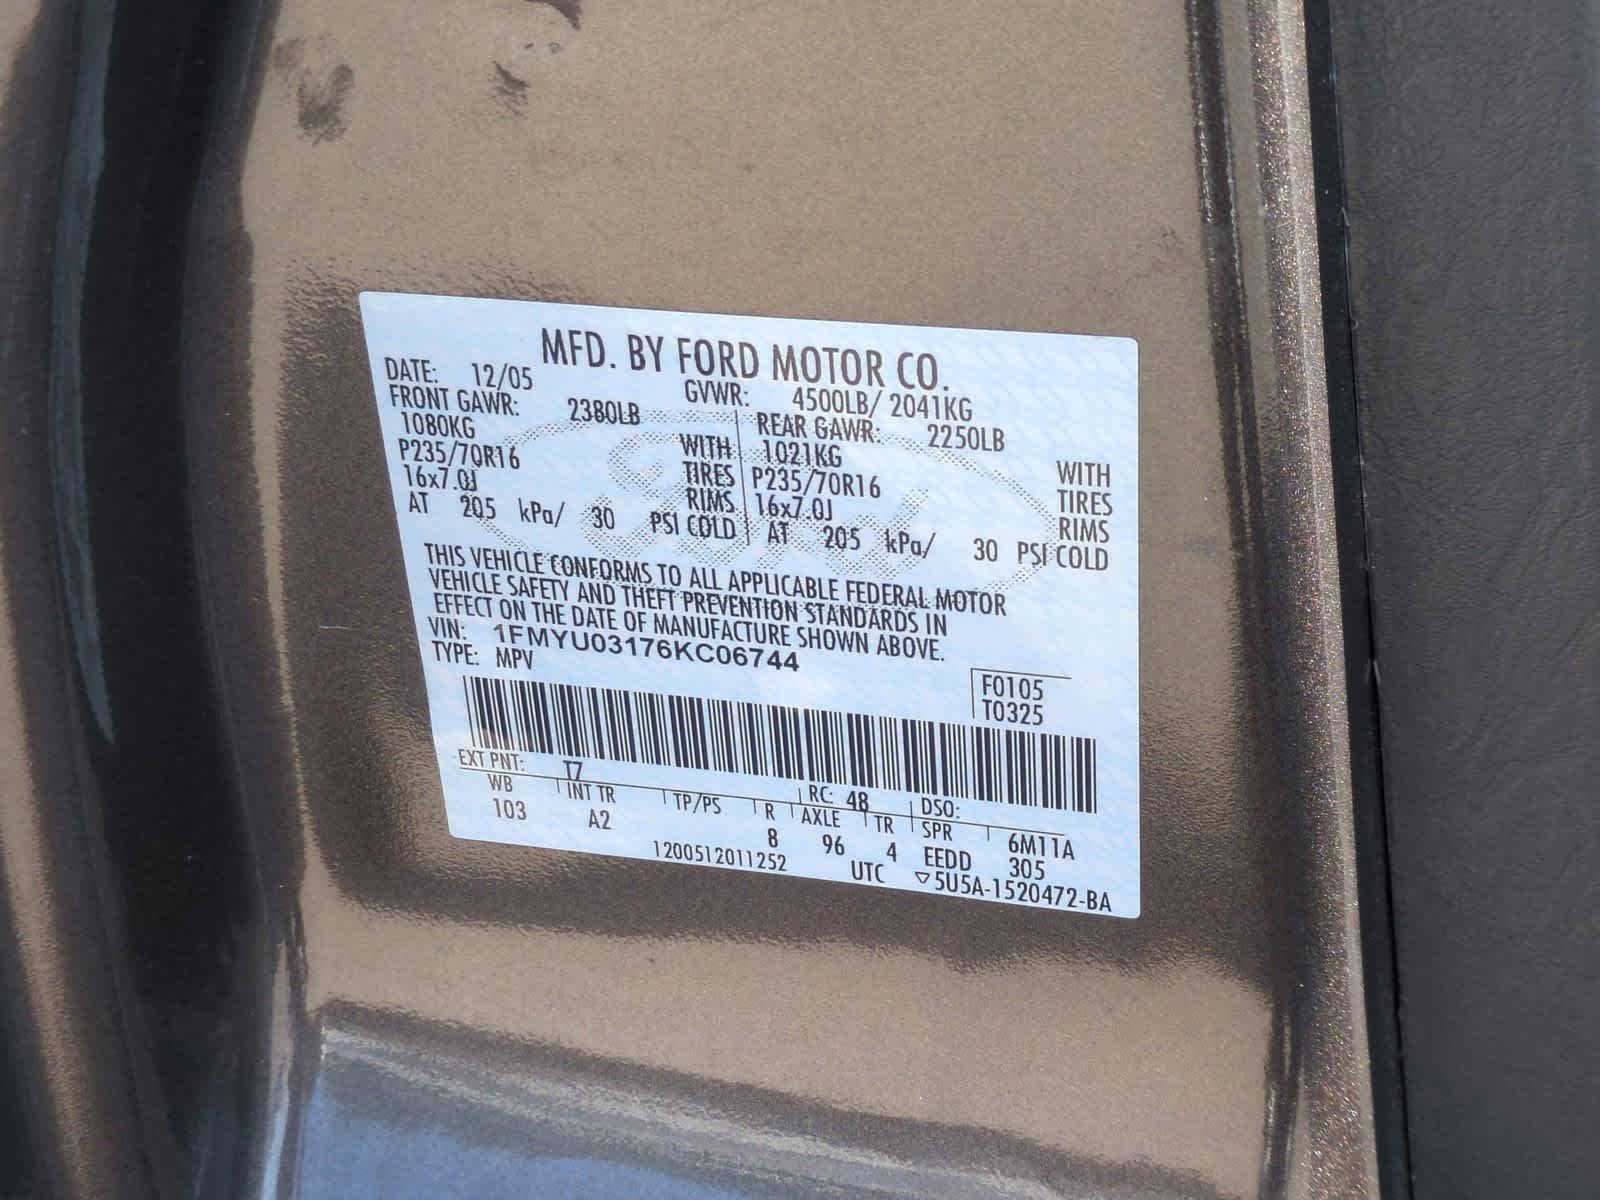 MFD. BY FORD MOTOR CO.
DATE: 12/05 GVWR: 4500LB/ 2041KG
FRONT GAWR: 2380LB REAR GAWR: 2250LB
1080KG WITH 1021KG WITH
P235/70R16 TIRES P235/70R16 TIRES
16x7.0J RIMS 16x7.0J RIMS
AT 205 kPa/ 30 PSI COLD AT 205 kPa/ 30 PSI COLD
THIS VEHICLE CONFORMS TO ALL APPLICABLE FEDERAL MOTOR
VEHICLE SAFETY AND THEFT PREVENTION STANDARDS IN
EFFECT ON THE DATE OF MANUFACTURE SHOWN ABOVE.
VIN: 1FMYU03176KC06744
TYPE: MPV
F0105
T0325
EXT PNT: T7 RC: 48 DSO:
WB INT TR TP/PS R AXLE TR SPR 6M11A
103 A2 8 96 4 EEDD 305
1200512011252 UTC ▽5U5A-1520472-BA